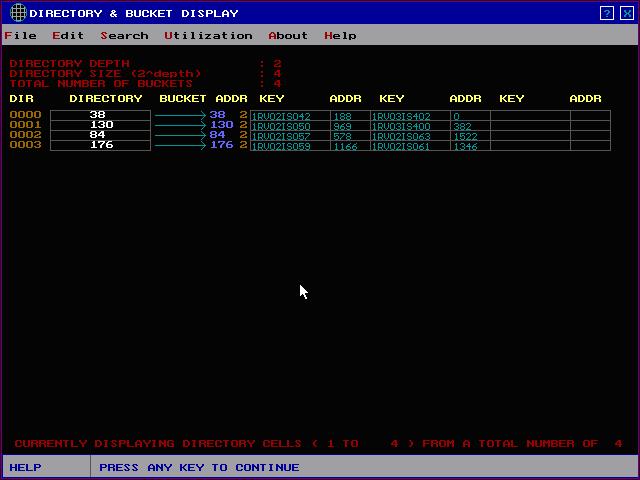 DIRECTORY & BUCKET DISPLAY ? X
File Edit Search Utilization About Help
DIRECTORY DEPTH : 2
DIRECTORY SIZE (2^depth) : 4
TOTAL NUMBER OF BUCKETS : 4
DIR DIRECTORY BUCKET ADDR KEY ADDR KEY ADDR KEY ADDR
0000 38 38 2 1RV02IS042 188 1RV03IS402 0
0001 130 130 2 1RV02IS050 969 1RV03IS400 382
0002 84 84 2 1RV02IS057 578 1RV02IS063 1522
0003 176 176 2 1RV02IS059 1166 1RV02IS061 1346
CURRENTLY DISPLAYING DIRECTORY CELLS ( 1 TO 4 ) FROM A TOTAL NUMBER OF 4
HELP PRESS ANY KEY TO CONTINUE